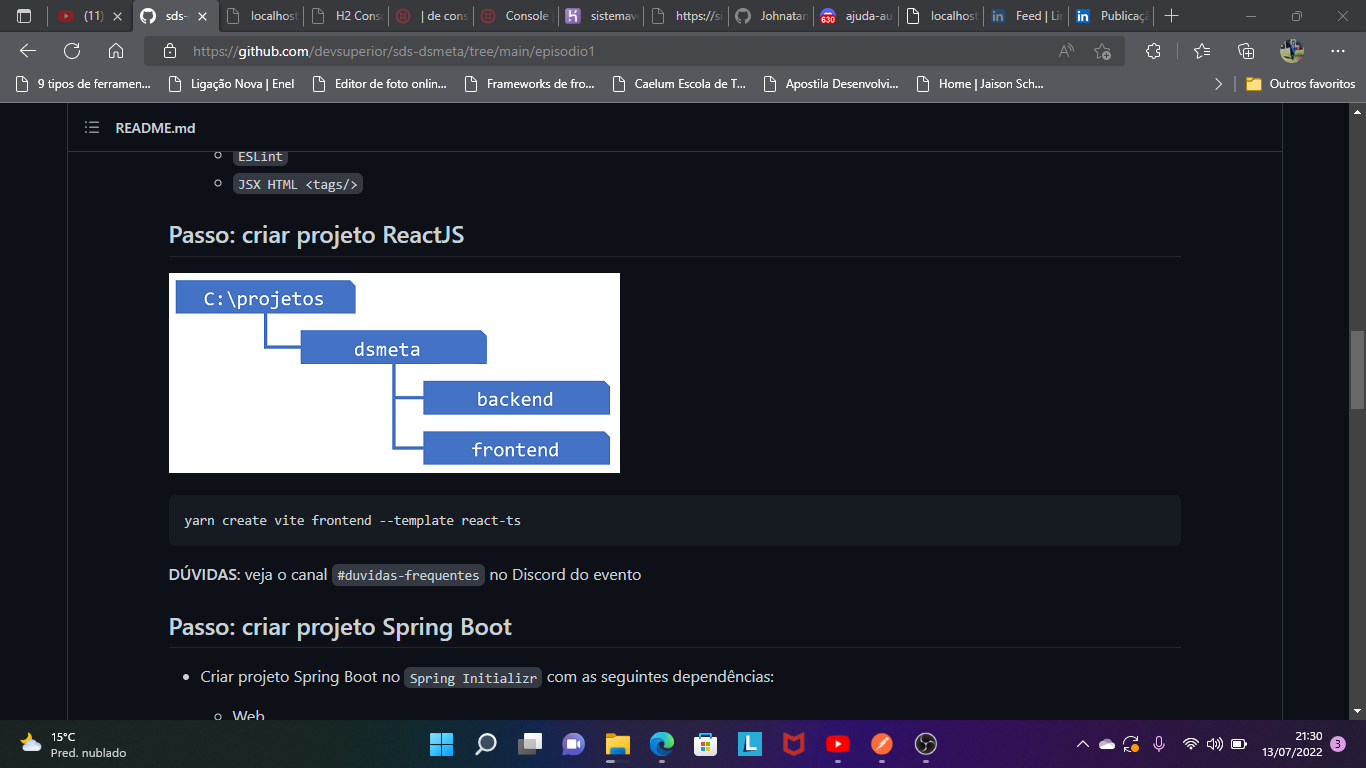 (11)
sds-
localhost
H2 Cons
| de cons
Console
sistemav
https://si
Johnatan
630
ajuda-au
localhost
in
Feed | Lin
in
Publicaçã
https://github.com/devsuperior/sds-dsmeta/tree/main/episodio1
9 tipos de ferramen...
Ligação Nova | Enel
Editor de foto onlin...
Frameworks de fro...
Caelum Escola de T...
Apostila Desenvolvi...
Home | Jaison Sch...
Outros favoritos
README.md
ESLint
JSX HTML <tags/>
Passo: criar projeto ReactJS
C:\projetos
dsmeta
backend
frontend
yarn create vite frontend --template react-ts
DÚVIDAS: veja o canal #duvidas-frequentes no Discord do evento
Passo: criar projeto Spring Boot
Criar projeto Spring Boot no Spring Initializr com as seguintes dependências:
Web
15°C
Pred. nublado
L
21:30
13/07/2022
3